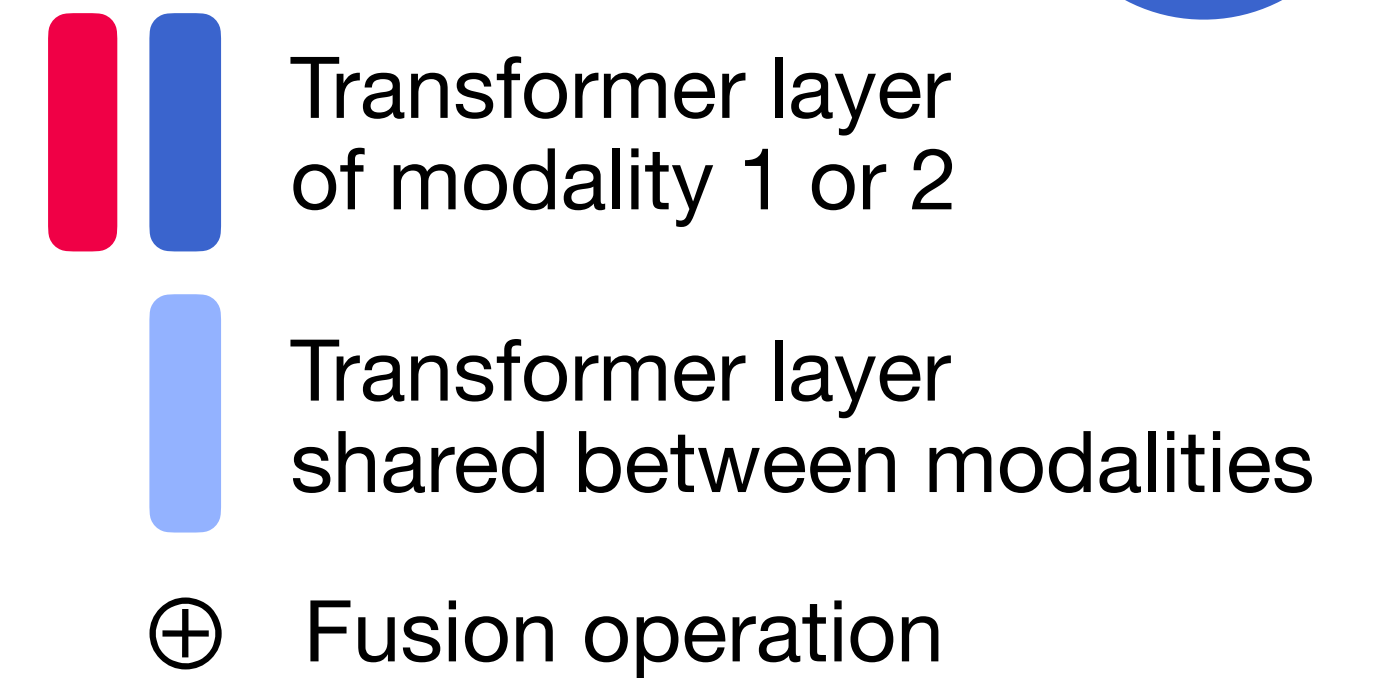 Transformer layer
of modality 1 or 2
Transformer layer
shared between modalities
⊕ Fusion operation